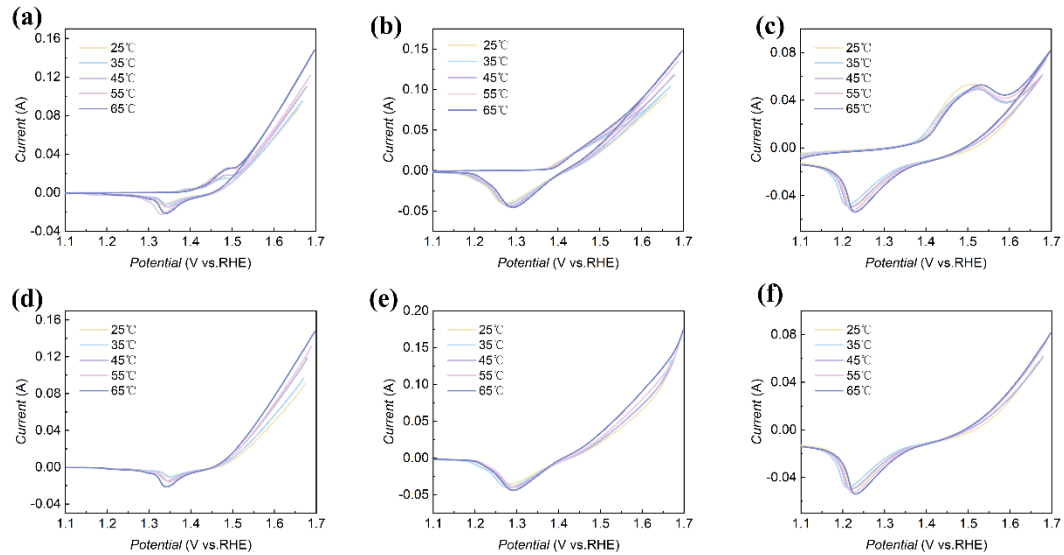 (a)
0.16
0.12
0.08
0.04
0.00
-0.04
Current (A)
25℃
35℃
45℃
55℃
65℃
1.1 1.2 1.3 1.4 1.5 1.6 1.7
Potential (V vs.RHE)
(b)
0.15
0.10
0.05
0.00
-0.05
Current (A)
25℃
35℃
45℃
55℃
65℃
1.1 1.2 1.3 1.4 1.5 1.6 1.7
Potential (V vs.RHE)
(c)
0.08
0.04
0.00
-0.04
Current (A)
25℃
35℃
45℃
55℃
65℃
1.1 1.2 1.3 1.4 1.5 1.6 1.7
Potential (V vs.RHE)
(d)
0.16
0.12
0.08
0.04
0.00
-0.04
Current (A)
25℃
35℃
45℃
55℃
65℃
1.1 1.2 1.3 1.4 1.5 1.6 1.7
Potential (V vs.RHE)
(e)
0.20
0.15
0.10
0.05
0.00
-0.05
Current (A)
25℃
35℃
45℃
55℃
65℃
1.1 1.2 1.3 1.4 1.5 1.6 1.7
Potential (V vs.RHE)
(f)
0.08
0.04
0.00
-0.04
Current (A)
25℃
35℃
45℃
55℃
65℃
1.1 1.2 1.3 1.4 1.5 1.6 1.7
Potential (V vs.RHE)